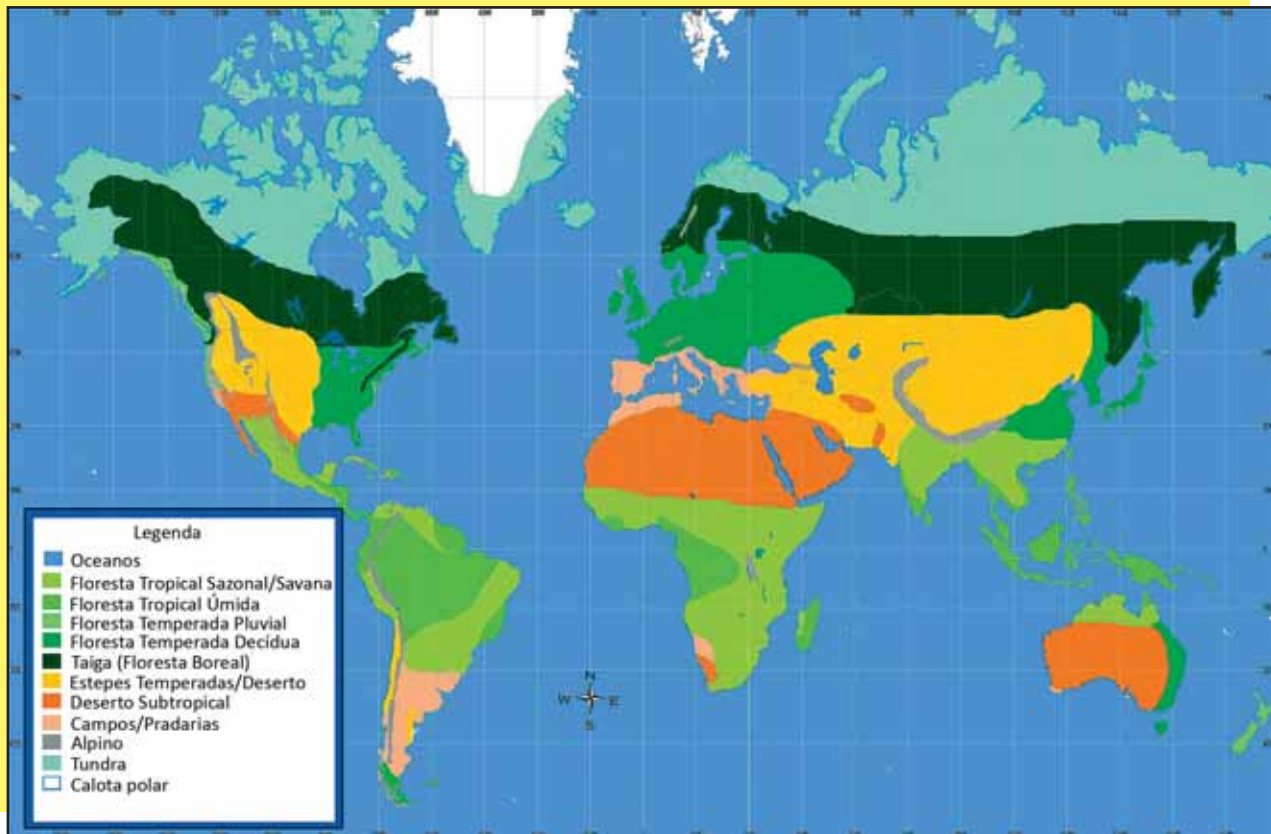 Legenda
Oceanos
Floresta Tropical Sazonal/Savana
Floresta Tropical Úmida
Floresta Temperada Pluvial
Floresta Temperada Decídua
Taiga (Floresta Boreal)
Estepes Temperadas/Deserto
Deserto Subtropical
Campos/Pradarias
Alpino
Tundra
Calota polar
N
W E
S